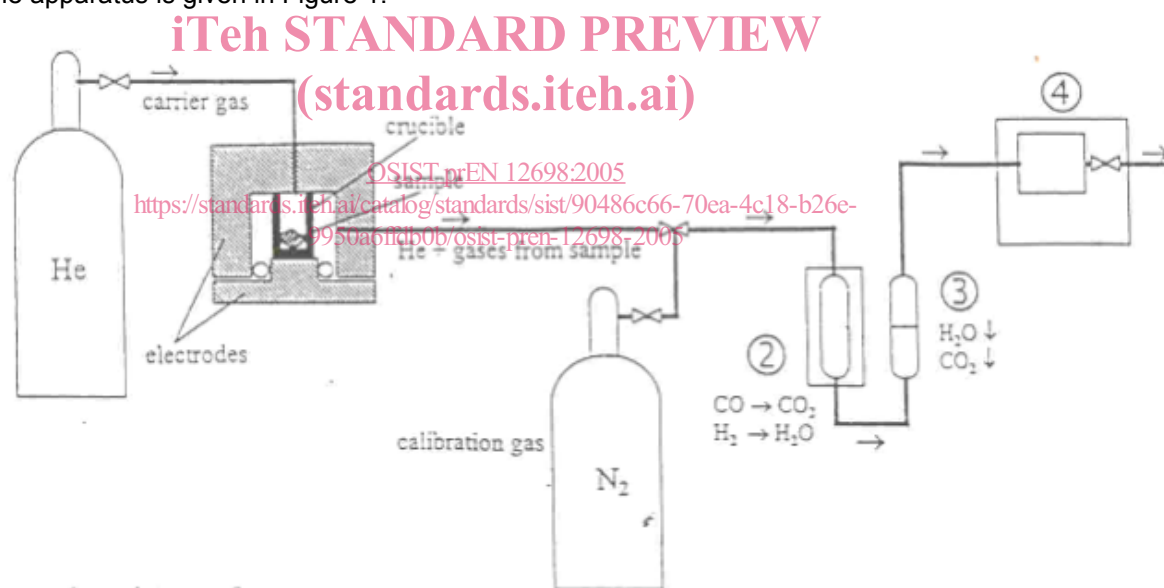 iTeh STANDARD PREVIEW
(standards.iteh.ai)
carrier gas
crucible
④
oSIST prEN 12698:2005
sample
https://standards.iteh.ai/catalog/standards/sist/90486c66-70ea-4c18-b26e-
9950a6ffdb0b/osist-pren-12698-2005
He + gases from sample
He
electrodes
③
H₂O ↓
CO₂ ↓
②
CO → CO₂
H₂ → H₂O
calibration gas
N₂